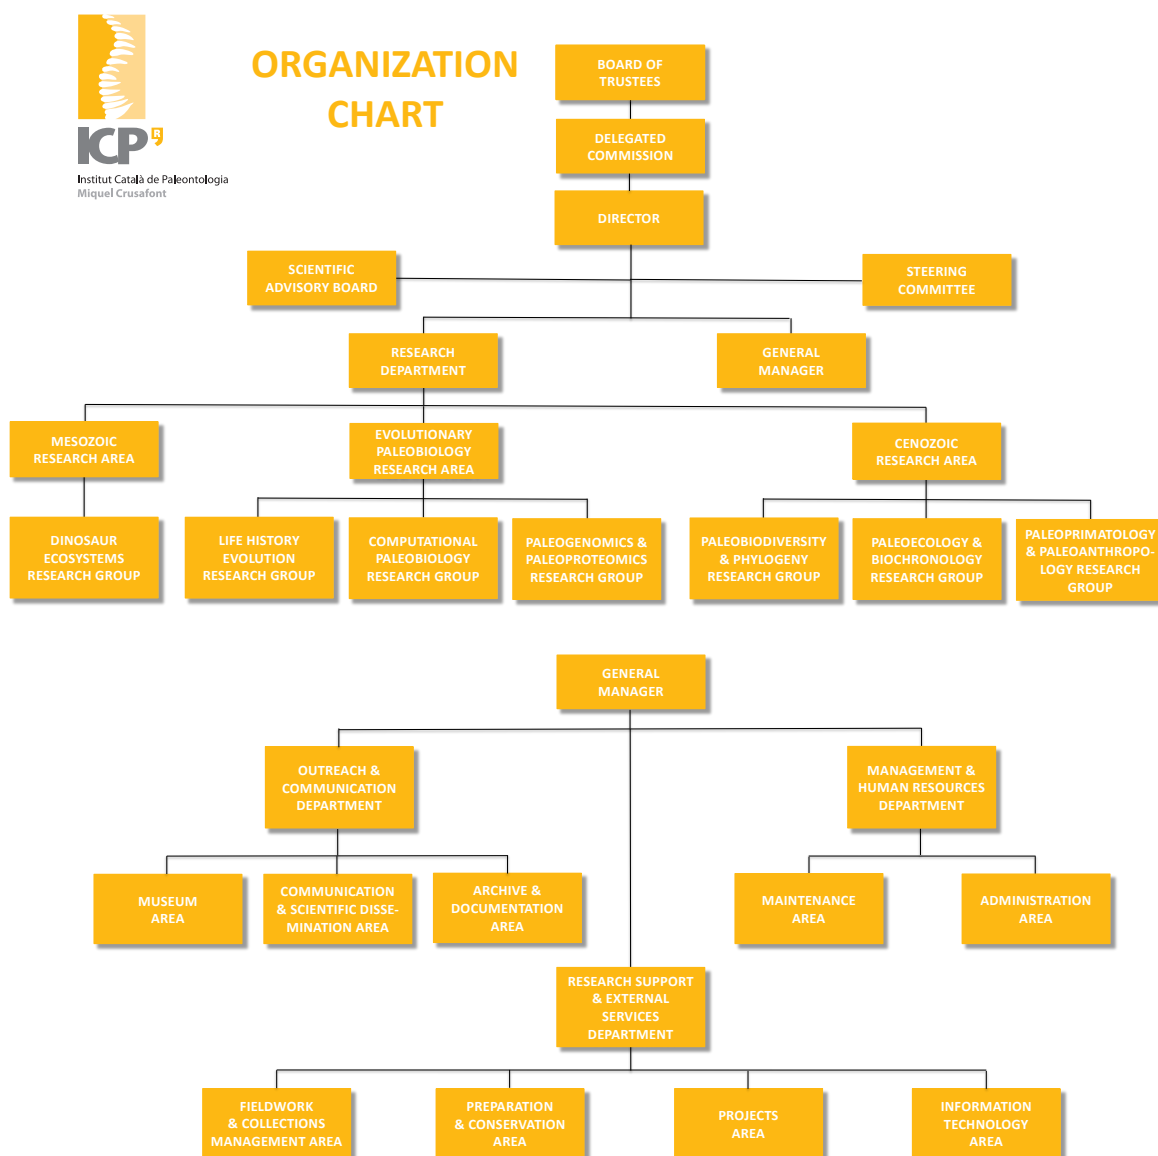 ORGANIZATION
CHART
ICP R
Institut Català de Paleontologia
Miquel Crusafont
BOARD OF
TRUSTEES
DELEGATED
COMMISSION
DIRECTOR
SCIENTIFIC
ADVISORY BOARD
STEERING
COMMITTEE
RESEARCH
DEPARTMENT
GENERAL
MANAGER
MESOZOIC
RESEARCH AREA
EVOLUTIONARY
PALEOBIOLOGY
RESEARCH AREA
CENOZOIC
RESEARCH AREA
DINOSAUR
ECOSYSTEMS
RESEARCH GROUP
LIFE HISTORY
EVOLUTION
RESEARCH GROUP
COMPUTATIONAL
PALEOBIOLOGY
RESEARCH GROUP
PALEOGENOMICS &
PALEOPROTEOMICS
RESEARCH GROUP
PALEOBIODIVERSITY
& PHYLOGENY
RESEARCH GROUP
PALEOECOLOGY &
BIOCHRONOLOGY
RESEARCH GROUP
PALEOPRIMATOLOGY
& PALEOANTHROPO-
LOGY RESEARCH
GROUP
GENERAL
MANAGER
OUTREACH &
COMMUNICATION
DEPARTMENT
MANAGEMENT &
HUMAN RESOURCES
DEPARTMENT
MUSEUM
AREA
COMMUNICATION
& SCIENTIFIC DISSE-
MINATION AREA
ARCHIVE &
DOCUMENTATION
AREA
MAINTENANCE
AREA
ADMINISTRATION
AREA
RESEARCH SUPPORT
& EXTERNAL
SERVICES
DEPARTMENT
FIELDWORK
& COLLECTIONS
MANAGEMENT AREA
PREPARATION
& CONSERVATION
AREA
PROJECTS
AREA
INFORMATION
TECHNOLOGY
AREA